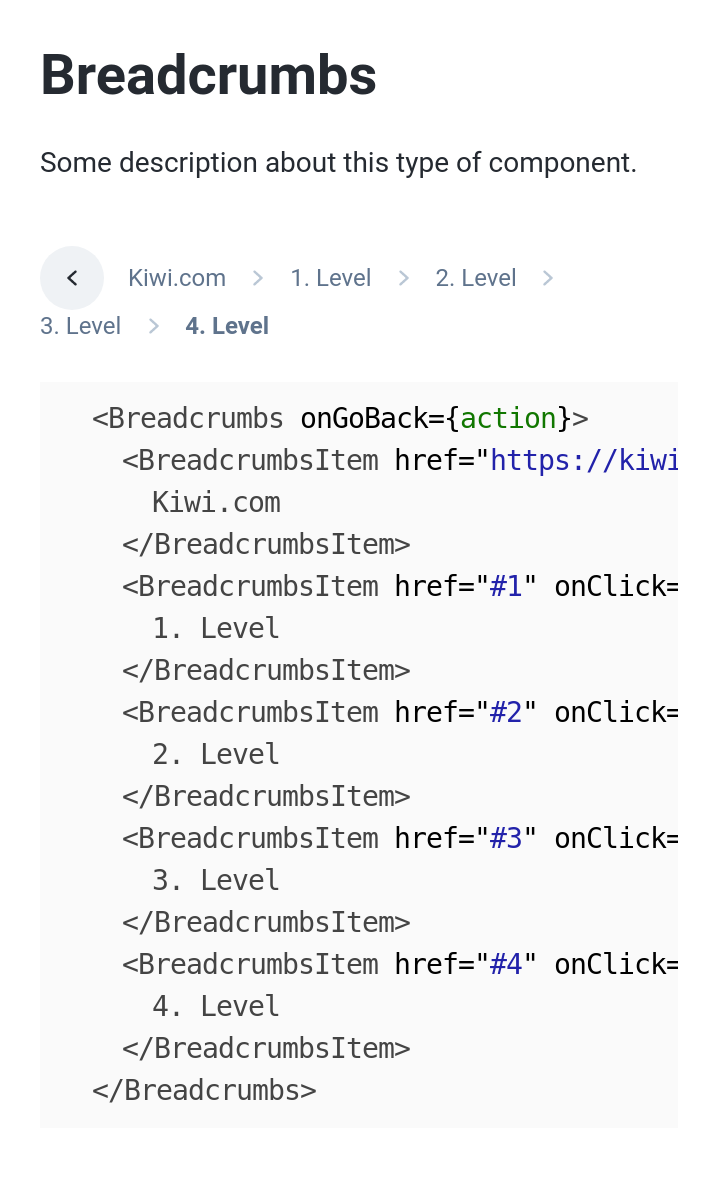 Breadcrumbs
Some description about this type of component.
Kiwi.com 1. Level 2. Level
3. Level 4. Level
<Breadcrumbs onGoBack={action}>
<BreadcrumbsItem href="https://kiwi
Kiwi.com
</BreadcrumbsItem>
<BreadcrumbsItem href="#1" onClick=
1. Level
</BreadcrumbsItem>
<BreadcrumbsItem href="#2" onClick=
2. Level
</BreadcrumbsItem>
<BreadcrumbsItem href="#3" onClick=
3. Level
</BreadcrumbsItem>
<BreadcrumbsItem href="#4" onClick=
4. Level
</BreadcrumbsItem>
</Breadcrumbs>